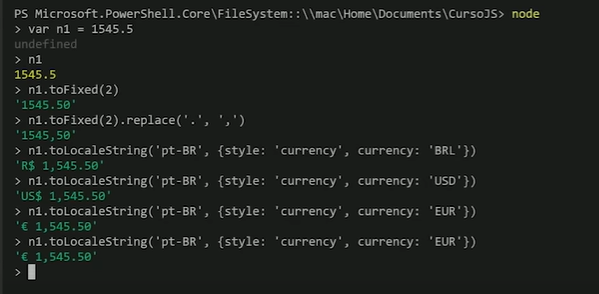 PS Microsoft.PowerShell.Core\FileSystem::\\mac\Home\Documents\CursoJS> node
> var n1 = 1545.5
undefined
> n1
1545.5
> n1.toFixed(2)
'1545.50'
> n1.toFixed(2).replace('.', ',')
'1545,50'
> n1.toLocaleString('pt-BR', {style: 'currency', currency: 'BRL'})
'R$ 1,545.50'
> n1.toLocaleString('pt-BR', {style: 'currency', currency: 'USD'})
'US$ 1,545.50'
> n1.toLocaleString('pt-BR', {style: 'currency', currency: 'EUR'})
'€ 1,545.50'
> n1.toLocaleString('pt-BR', {style: 'currency', currency: 'EUR'})
'€ 1,545.50'
>